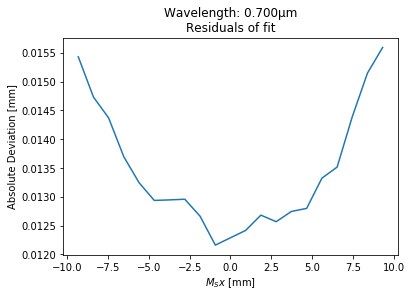 Wavelength: 0.700μm
Residuals of fit
Absolute Deviation [mm]
0.0155
0.0150
0.0145
0.0140
0.0135
0.0130
0.0125
0.0120
−10.0 −7.5 −5.0 −2.5 0.0 2.5 5.0 7.5 10.0
M_S x [mm]